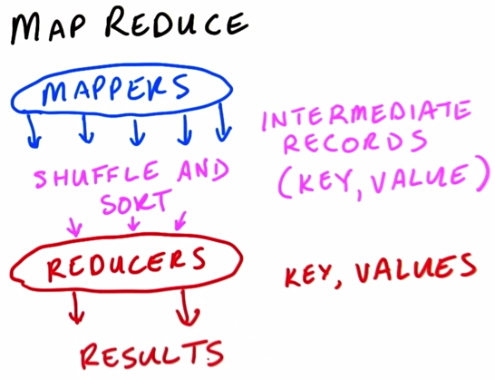 MAP REDUCE
MAPPERS
INTERMEDIATE
RECORDS
(KEY, VALUE)
SHUFFLE AND
SORT
REDUCERS
KEY, VALUES
RESULTS